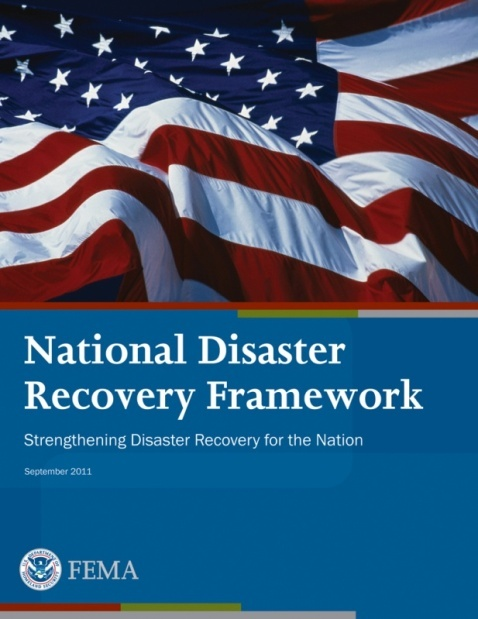 National Disaster
Recovery Framework
Strengthening Disaster Recovery for the Nation
September 2011
FEMA